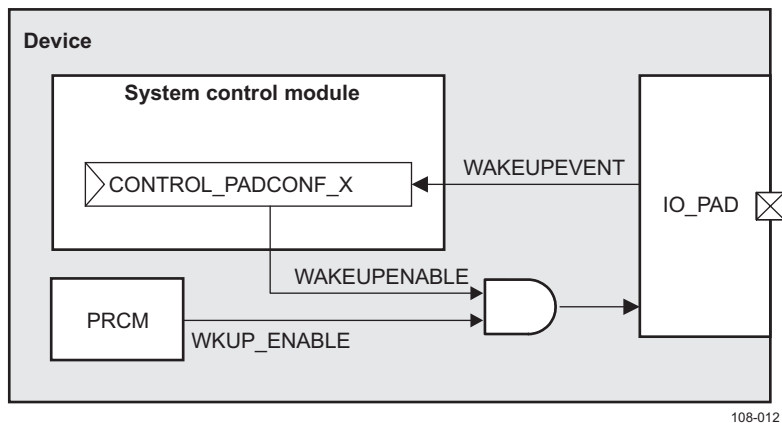 Device
System control module
CONTROL_PADCONF_X
WAKEUPEVENT
IO_PAD
WAKEUPENABLE
PRCM
WKUP_ENABLE
108-012